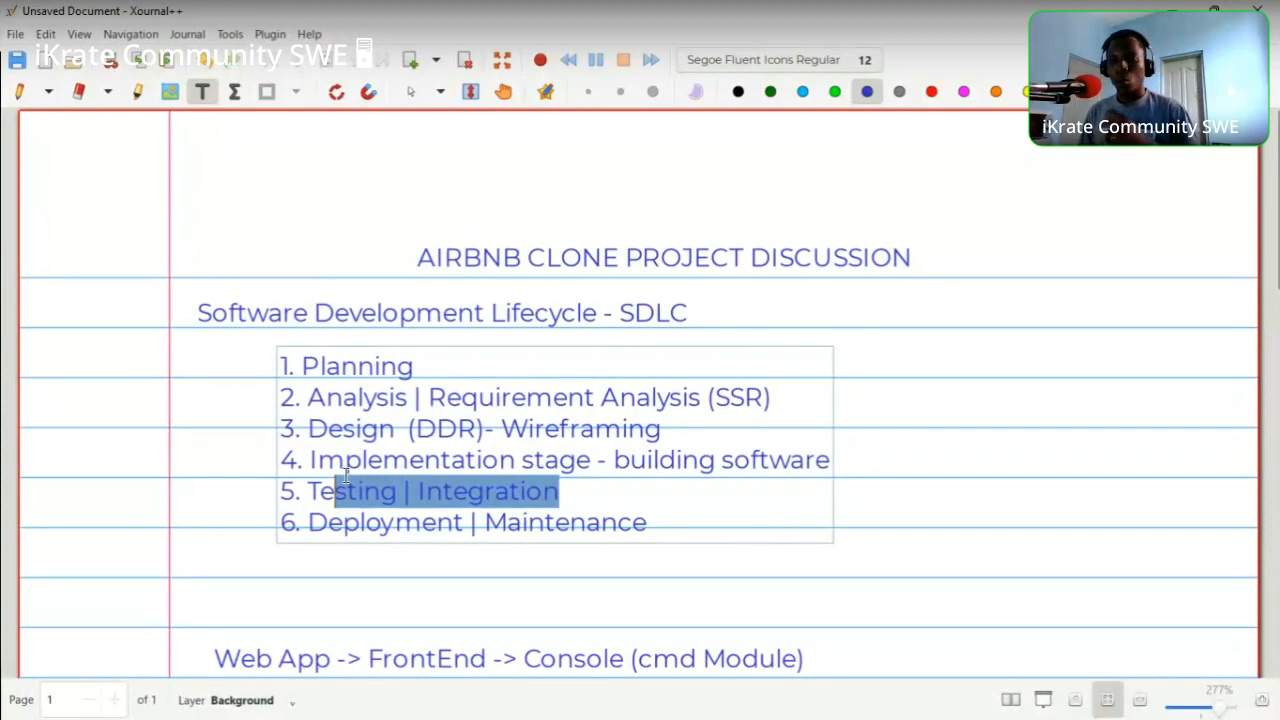 Unsaved Document - Xournal++
File Edit View Navigation Journal Tools Plugin Help
iKrate Community SWE
Segoe Fluent Icons Regular 12
iKrate Community SWE
AIRBNB CLONE PROJECT DISCUSSION
Software Development Lifecycle - SDLC
1. Planning
2. Analysis | Requirement Analysis (SSR)
3. Design (DDR)- Wireframing
4. Implementation stage - building software
5. Testing | Integration
6. Deployment | Maintenance
Web App -> FrontEnd -> Console (cmd Module)
Page 1 of 1 Layer Background 277%